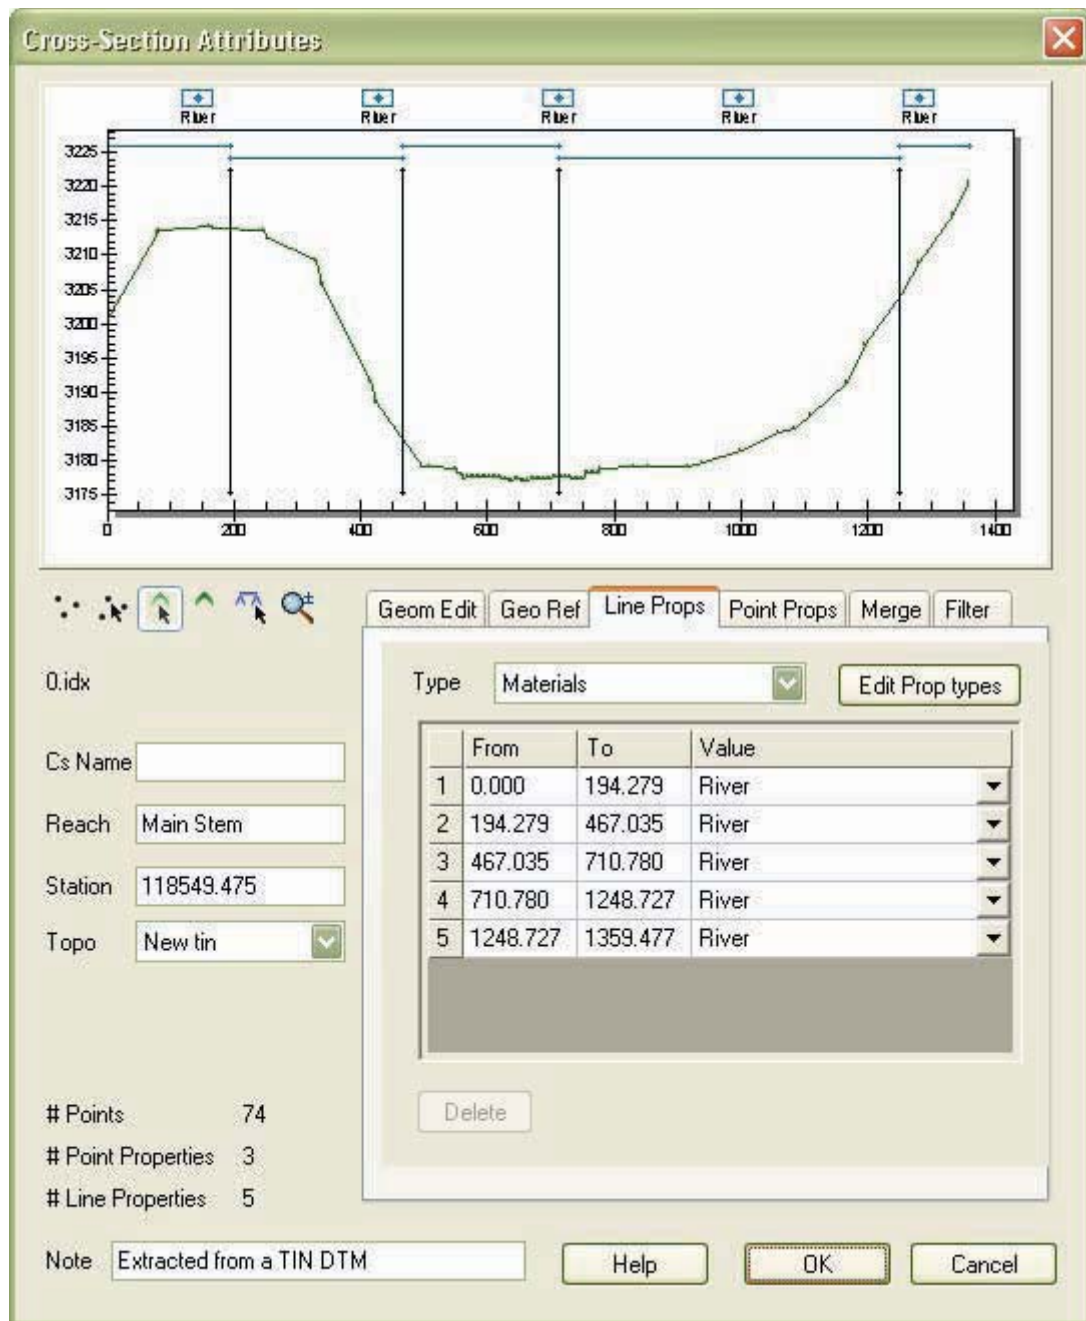 Cross-Section Attributes
River River River River River
3225
3220
3215
3210
3205
3200
3195
3190
3185
3180
3175
0 200 400 600 800 1000 1200 1400
Geom Edit Geo Ref Line Props Point Props Merge Filter
0.idx
Type Materials Edit Prop types
From To Value
1 0.000 194.279 River
2 194.279 467.035 River
3 467.035 710.780 River
4 710.780 1248.727 River
5 1248.727 1359.477 River
Cs Name
Reach Main Stem
Station 118549.475
Topo New tin
Delete
# Points 74
# Point Properties 3
# Line Properties 5
Note Extracted from a TIN DTM
Help OK Cancel